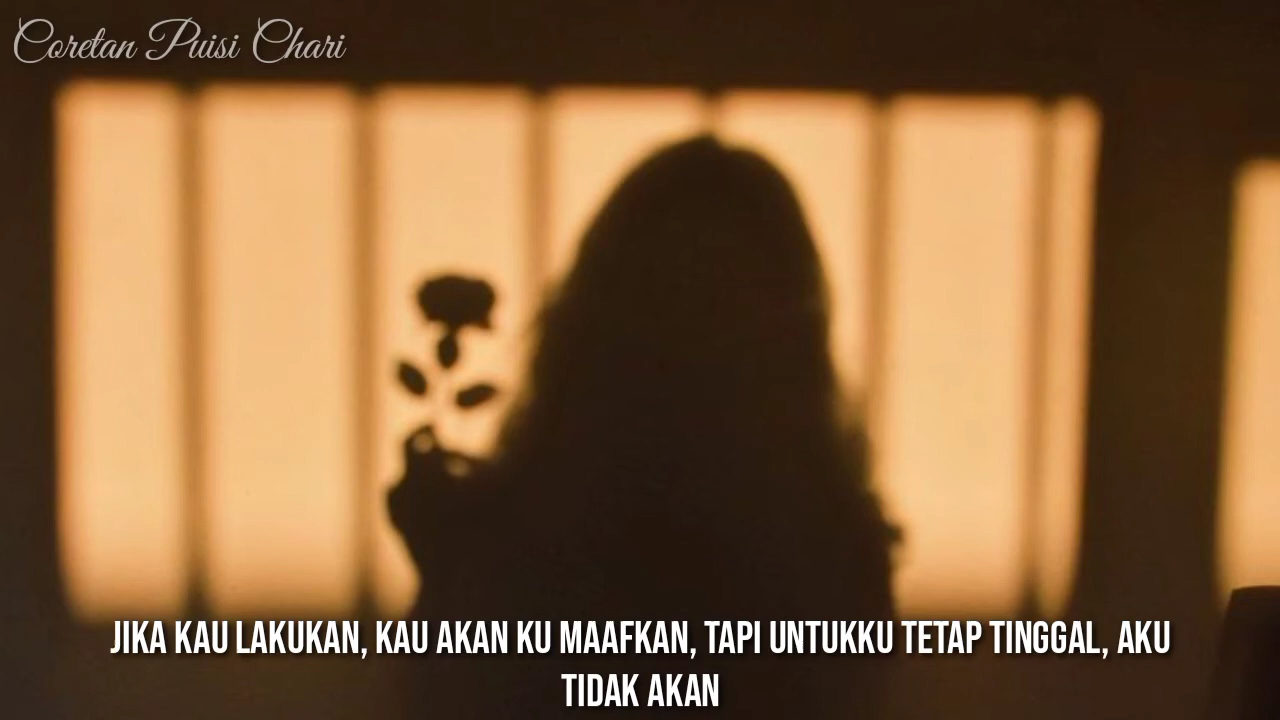 Coretan Puisi Chari
JIKA KAU LAKUKAN, KAU AKAN KU MAAFKAN, TAPI UNTUKKU TETAP TINGGAL, AKU
TIDAK AKAN